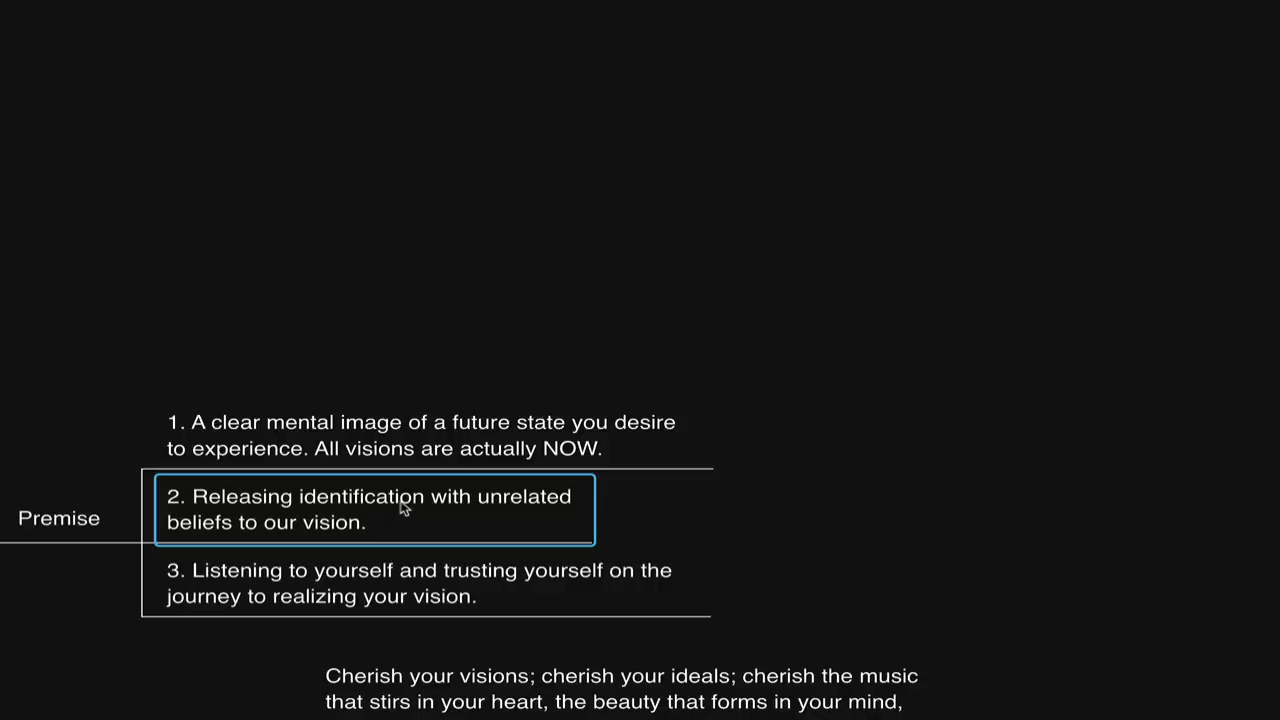 1. A clear mental image of a future state you desire
to experience. All visions are actually NOW.
Premise
2. Releasing identification with unrelated
beliefs to our vision.
3. Listening to yourself and trusting yourself on the
journey to realizing your vision.
Cherish your visions; cherish your ideals; cherish the music
that stirs in your heart, the beauty that forms in your mind,